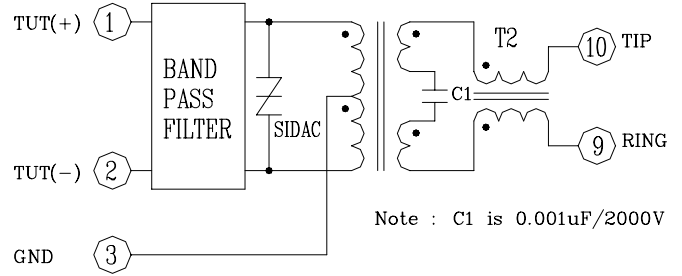 TUT(+) 1
T2
10 TIP
BAND
PASS
FILTER
C1
SIDAC
9 RING
TUT(-) 2
Note : C1 is 0.001uF/2000V
GND 3